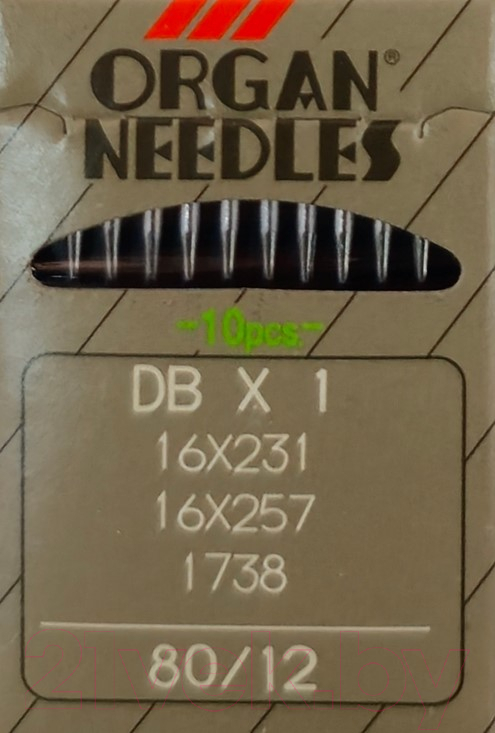 ORGAN®
NEEDLES
-10pcs.-
DB X 1
16X231
16X257
1738
80/12